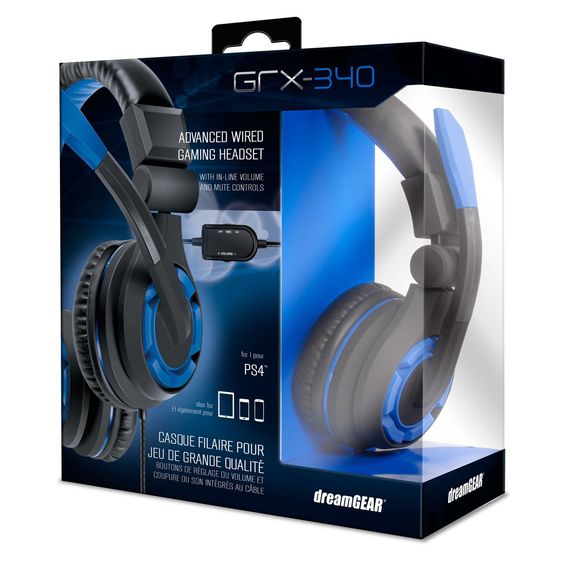 GrX-340
ADVANCED WIRED
GAMING HEADSET
WITH IN-LINE VOLUME
AND MUTE CONTROLS
VOLUME
for / pour
PS4™
also for
Et également pour
CASQUE FILAIRE POUR
JEU DE GRANDE QUALITÉ
BOUTONS DE RÉGLAGE DU VOLUME ET
COUPURE DU SON INTÉGRÉS AU CÂBLE
dreamGEAR®